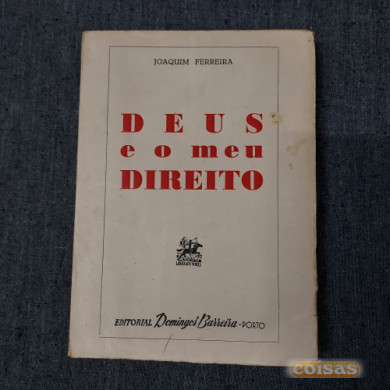 JOAQUIM FERREIRA
DEUS
e o meu
DIREITO
EDITORIAL Domingos Barreira - PORTO
coisas